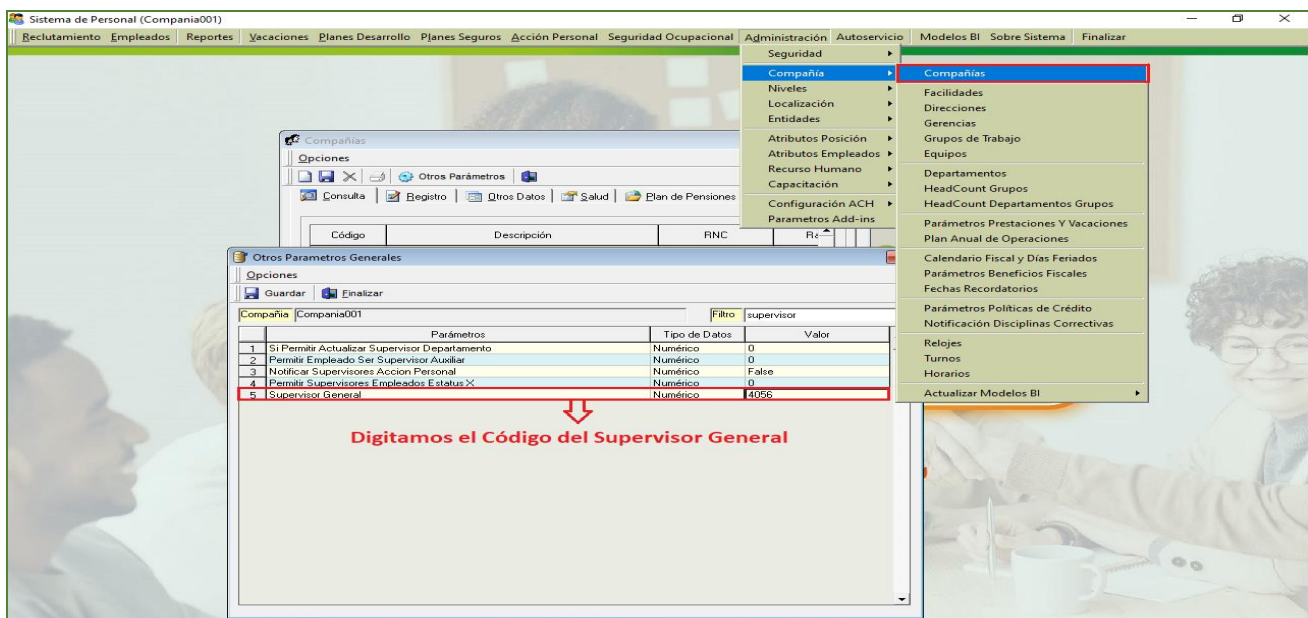 Sistema de Personal (Compania001)
Reclutamiento Empleados Reportes Vacaciones Planes Desarrollo Planes Seguros Acción Personal Seguridad Ocupacional Administración Autoservicio Modelos BI Sobre Sistema Finalizar
Seguridad
Compañía
Niveles
Localización
Entidades
Atributos Posición
Atributos Empleados
Recurso Humano
Capacitación
Configuración ACH
Parametros Add-ins
Compañías
Facilidades
Direcciones
Gerencias
Grupos de Trabajo
Equipos
Departamentos
HeadCount Grupos
HeadCount Departamentos Grupos
Parámetros Prestaciones Y Vacaciones
Plan Anual de Operaciones
Calendario Fiscal y Días Feriados
Parámetros Beneficios Fiscales
Fechas Recordatorios
Parámetros Políticas de Crédito
Notificación Disciplinas Correctivas
Relojes
Turnos
Horarios
Actualizar Modelos BI
Compañías
Opciones
Otros Parámetros
Consulta Registro Otros Datos Salud Plan de Pensiones
Código Descripción RNC
Otros Parametros Generales
Opciones
Guardar Finalizar
Compañia Compania001 Filtro supervisor
Parámetros Tipo de Datos Valor
1 Si Permitir Actualizar Supervisor Departamento Numérico 0
2 Permitir Empleado Ser Supervisor Auxiliar Numérico 0
3 Notificar Supervisores Accion Personal Numérico False
4 Permitir Supervisores Empleados Estatus X Numérico 0
5 Supervisor General Numérico 4056
Digitamos el Código del Supervisor General